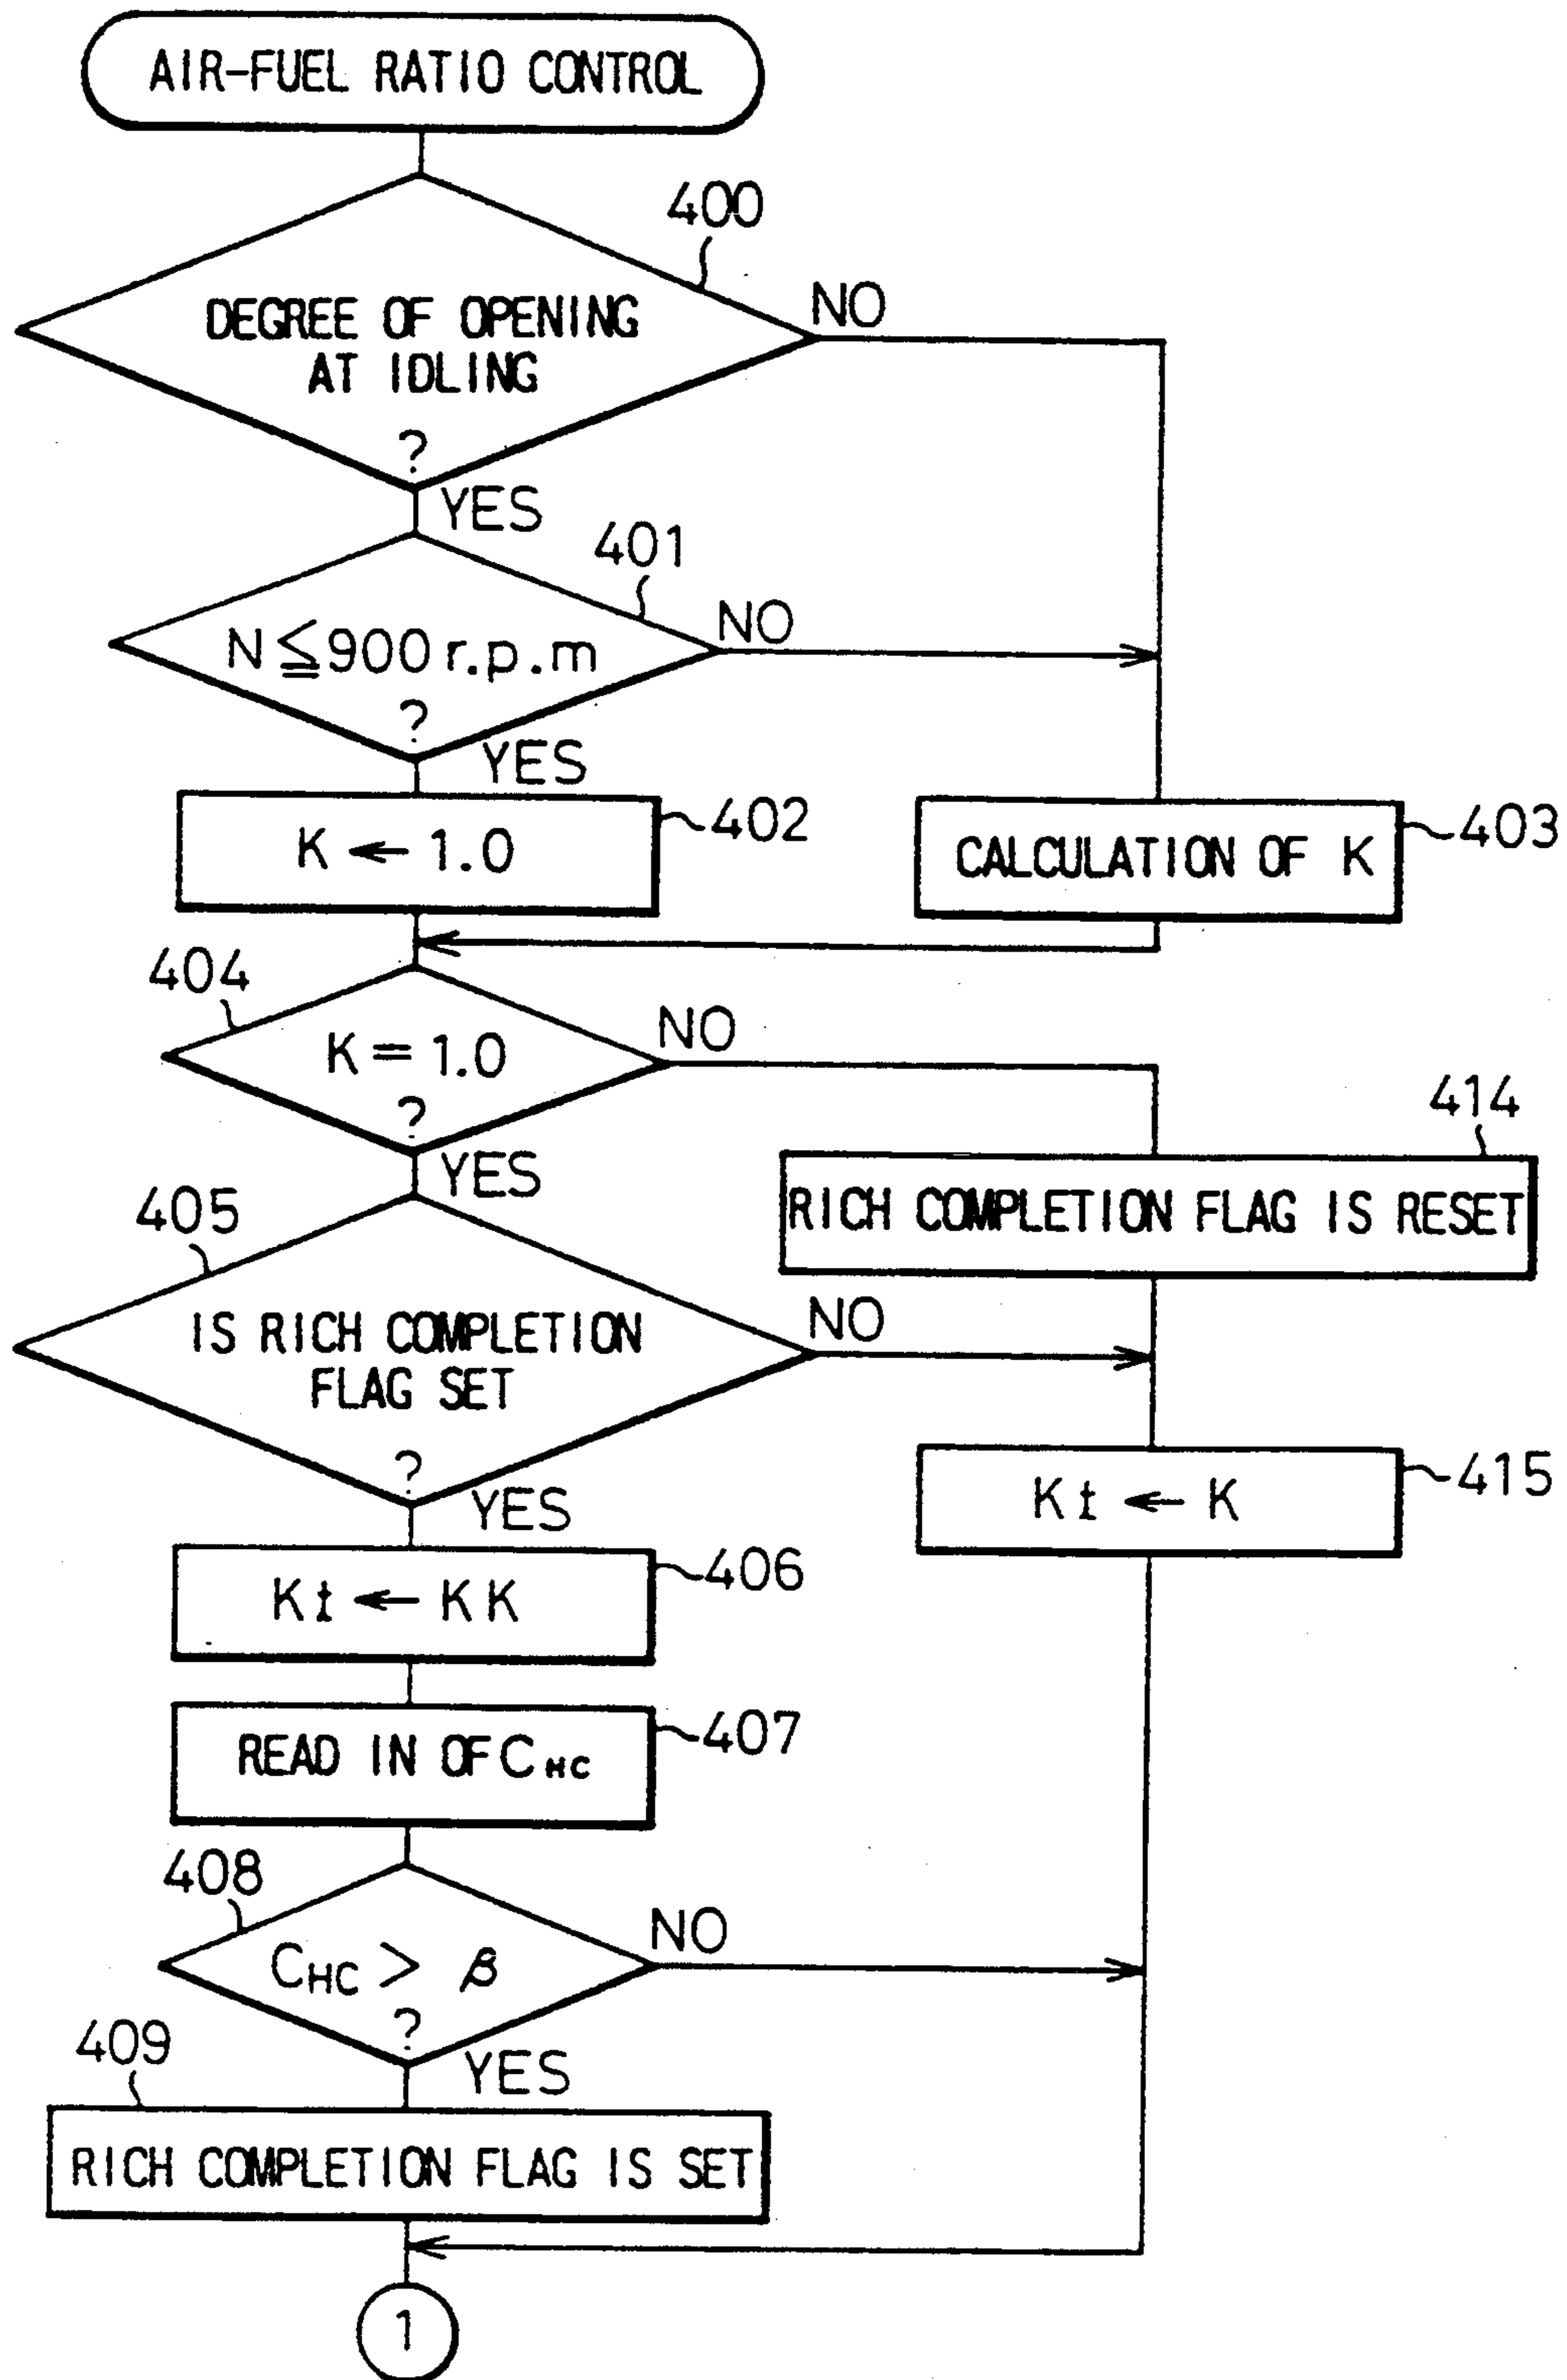 AIR-FUEL RATIO CONTROL
400
DEGREE OF OPENING
AT IDLING
?
NO
YES
401
N ≦ 900 r.p.m
?
NO
YES
K ← 1.0
402
CALCULATION OF K
403
404
K = 1.0
?
NO
YES
414
RICH COMPLETION FLAG IS RESET
405
IS RICH COMPLETION
FLAG SET
?
NO
YES
Kt ← K
415
Kt ← KK
406
READ IN OF CHC
407
408
CHC > β
?
NO
YES
409
RICH COMPLETION FLAG IS SET
1